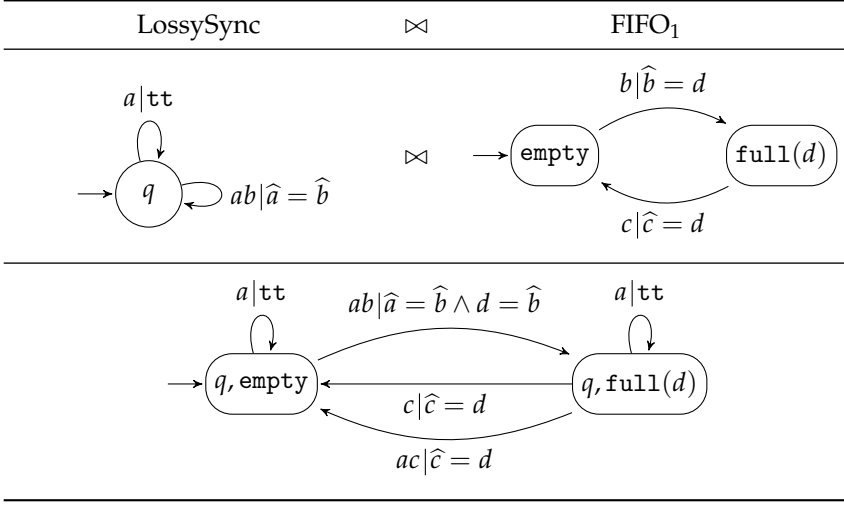 LossySync ⋈ FIFO₁
a|tt
b|b̂ = d
empty
full(d)
⋈
q
ab|â = b̂
c|ĉ = d
a|tt
ab|â = b̂ ∧ d = b̂
a|tt
q, empty
q, full(d)
c|ĉ = d
ac|ĉ = d